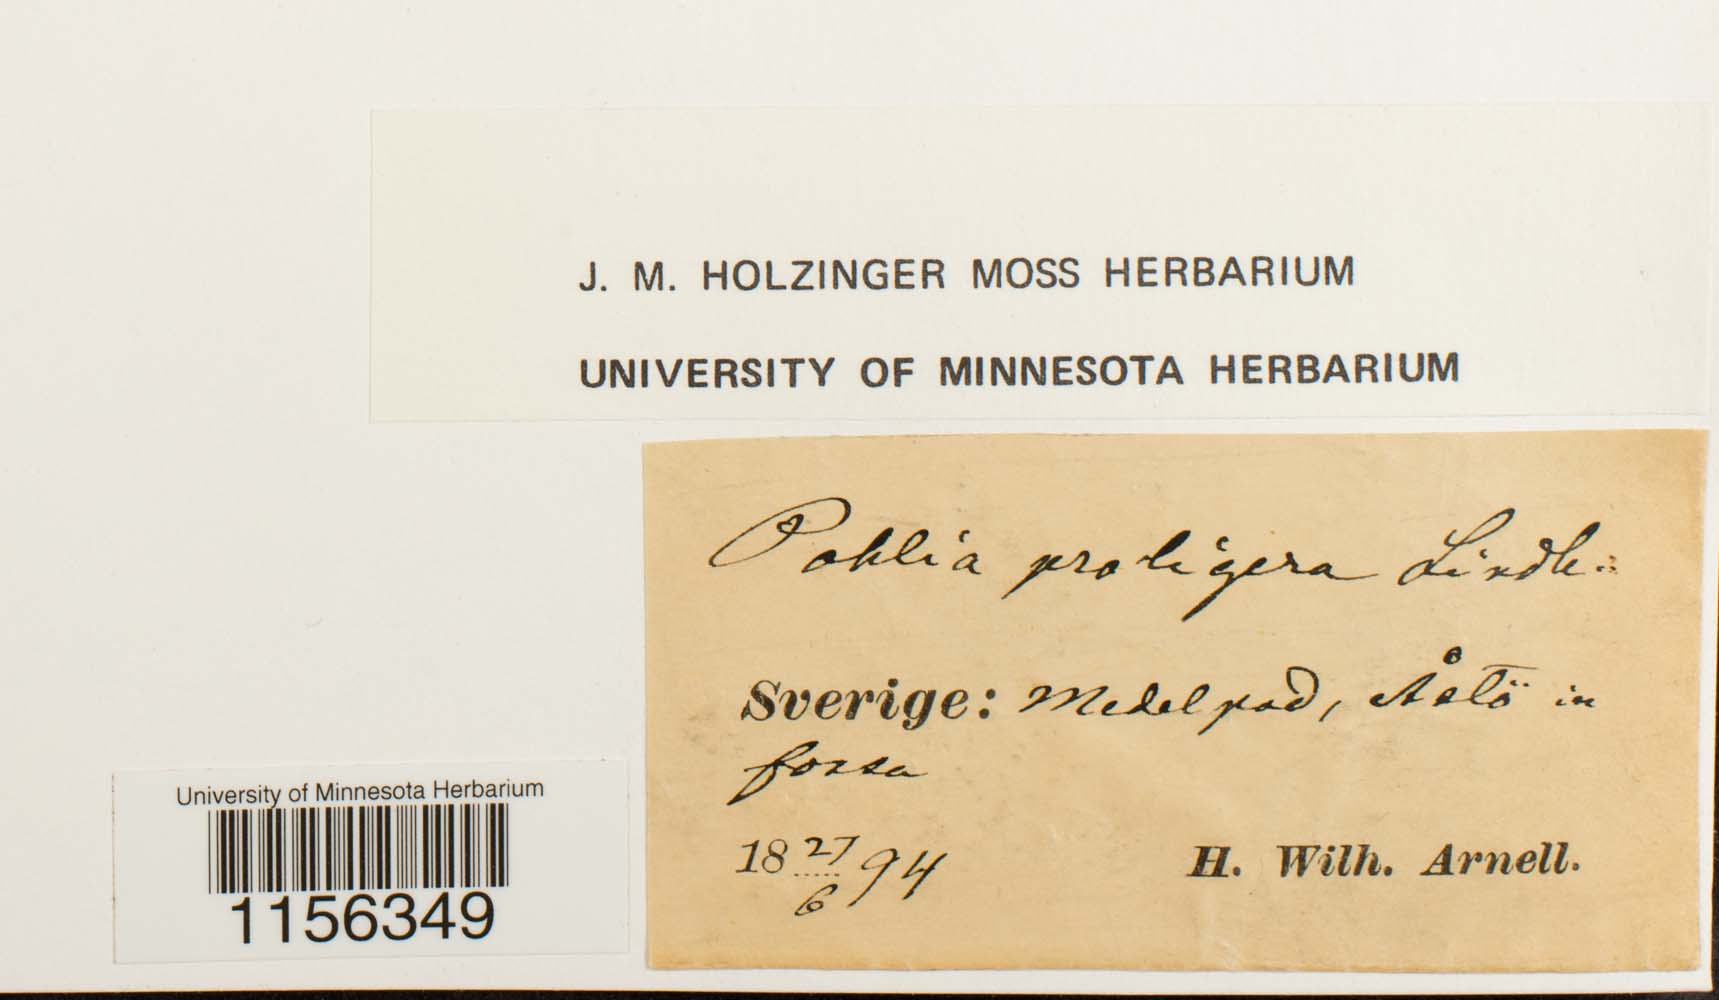 J. M. HOLZINGER MOSS HERBARIUM
UNIVERSITY OF MINNESOTA HERBARIUM
Pohlia proligera Lindb.
Sverige: Medelpad, Åstö in
fossa
18 27/6 94
H. Wilh. Arnell.
University of Minnesota Herbarium
1156349